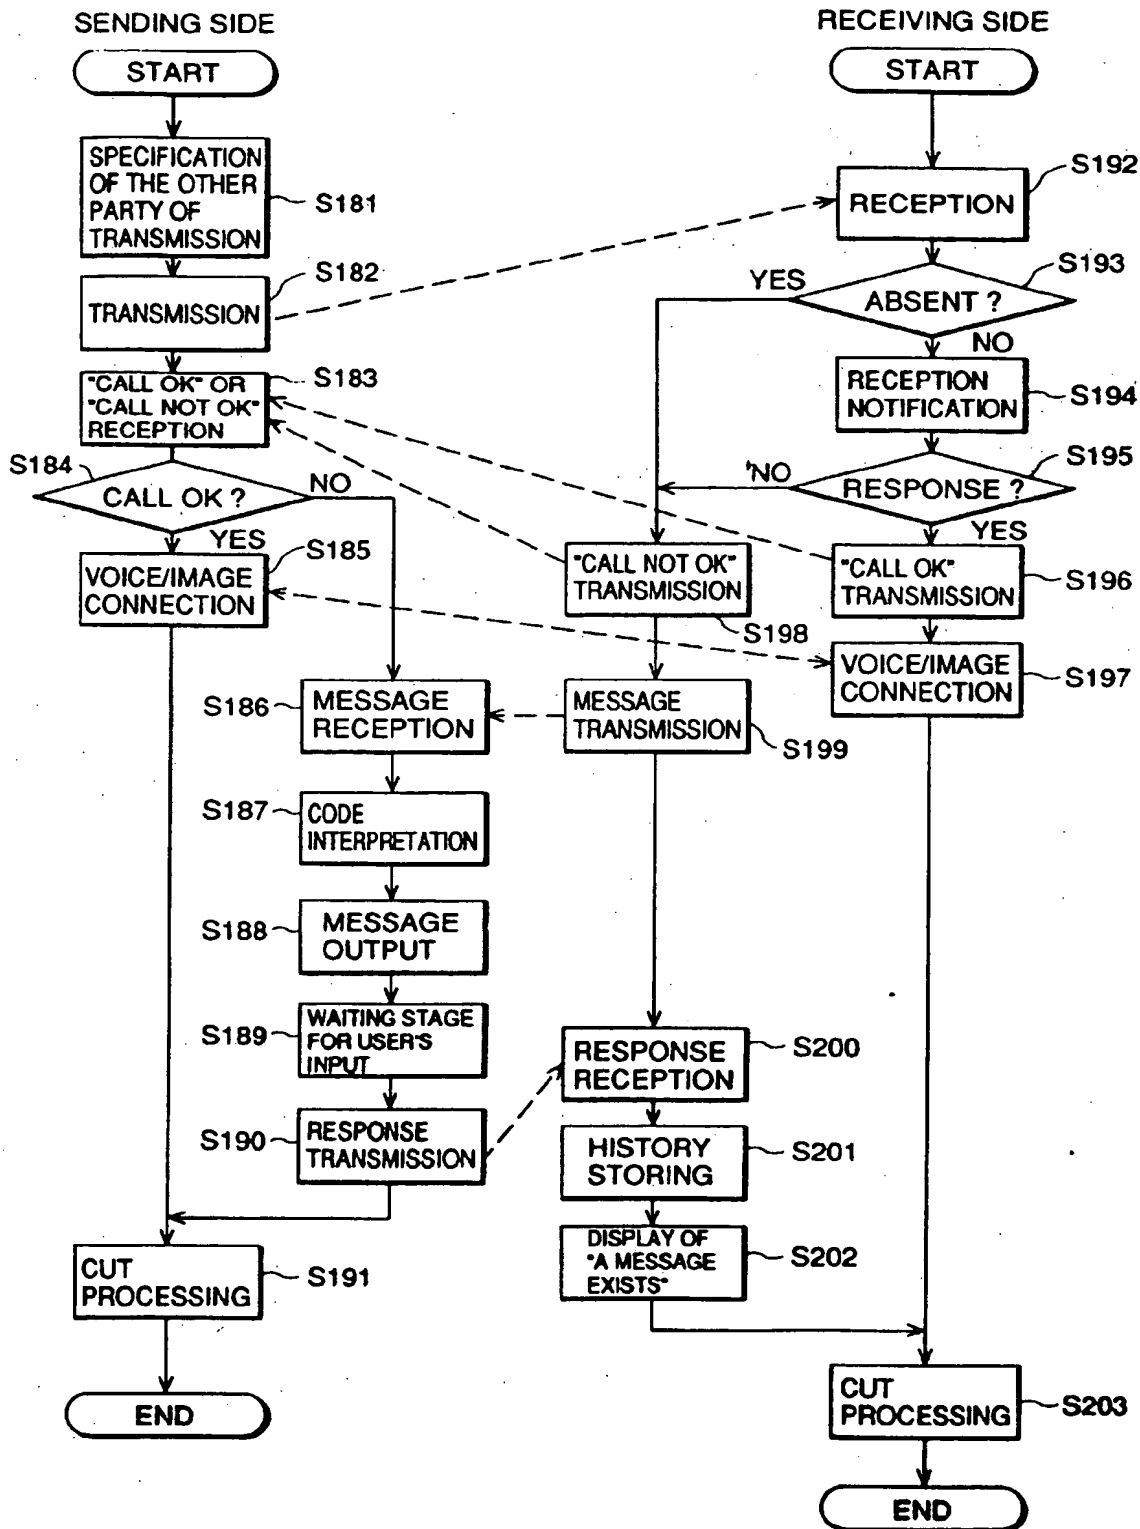 SENDING SIDE
START
SPECIFICATION
OF THE OTHER
PARTY OF
TRANSMISSION
S181
TRANSMISSION
S182
"CALL OK" OR
"CALL NOT OK"
RECEPTION
S183
S184
CALL OK ?
NO
YES
VOICE/IMAGE
CONNECTION
S185
S186
MESSAGE
RECEPTION
S187
CODE
INTERPRETATION
S188
MESSAGE
OUTPUT
S189
WAITING STAGE
FOR USER'S
INPUT
S190
RESPONSE
TRANSMISSION
CUT
PROCESSING
S191
END
RECEIVING SIDE
START
RECEPTION
S192
ABSENT ?
S193
YES
NO
RECEPTION
NOTIFICATION
S194
RESPONSE ?
S195
NO
YES
"CALL OK"
TRANSMISSION
S196
VOICE/IMAGE
CONNECTION
S197
"CALL NOT OK"
TRANSMISSION
S198
MESSAGE
TRANSMISSION
S199
RESPONSE
RECEPTION
S200
HISTORY
STORING
S201
DISPLAY OF
"A MESSAGE
EXISTS"
S202
CUT
PROCESSING
S203
END